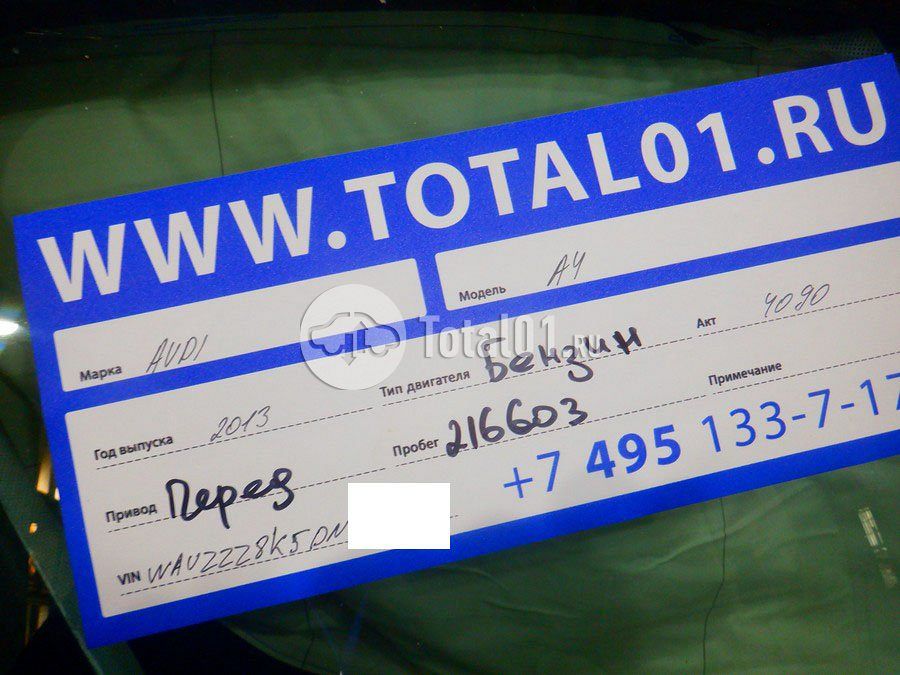 WWW.TOTAL01.RU
Марка AUDI
Модель A4
Total01.ru
Год выпуска 2013
Тип двигателя Бензин
Акт 4090
Привод Перед
Пробег 216603
Примечание
VIN WAUZZZ8K5DN
+7 495 133-7-17